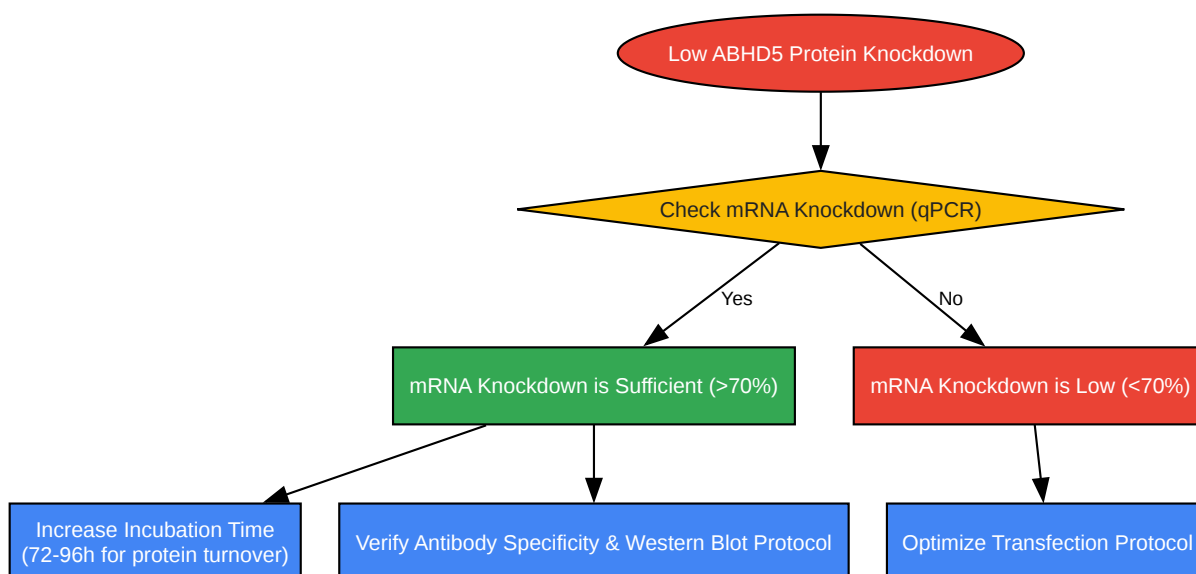 Low ABHD5 Protein Knockdown
Check mRNA Knockdown (qPCR)
Yes
No
mRNA Knockdown is Sufficient (>70%)
mRNA Knockdown is Low (<70%)
Increase Incubation Time
(72-96h for protein turnover)
Verify Antibody Specificity & Western Blot Protocol
Optimize Transfection Protocol